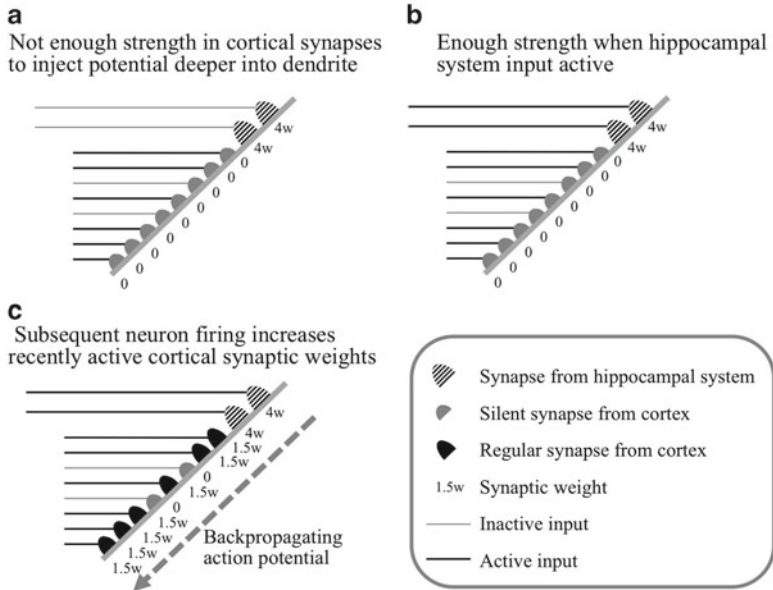 a
Not enough strength in cortical synapses
to inject potential deeper into dendrite
4w
4w
0
0
0
0
0
0
0
0
b
Enough strength when hippocampal
system input active
4w
4w
0
0
0
0
0
0
0
0
c
Subsequent neuron firing increases
recently active cortical synaptic weights
4w
4w
1.5w
1.5w
0
1.5w
0
1.5w
1.5w
1.5w
Backpropagating
action potential
Synapse from hippocampal system
Silent synapse from cortex
Regular synapse from cortex
1.5w Synaptic weight
Inactive input
Active input